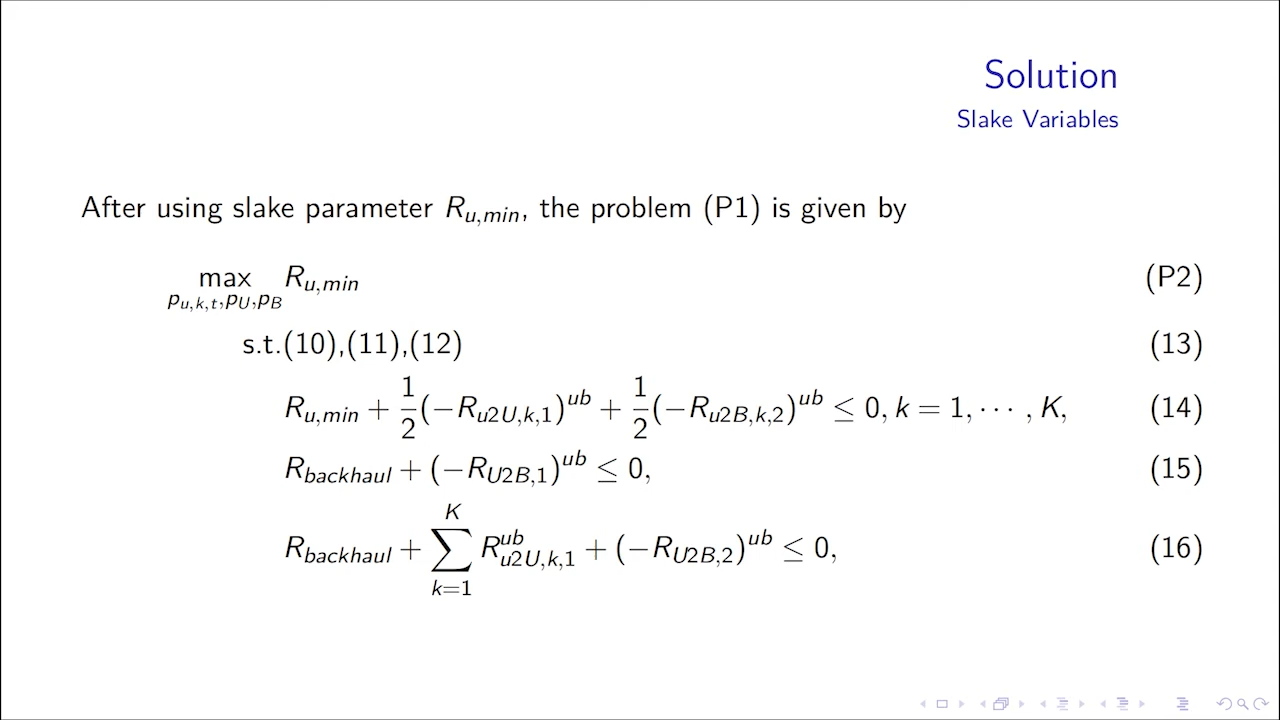 Solution
Slake Variables
After using slake parameter R_{u,min}, the problem (P1) is given by
max_{p_{u,k,t},p_U,p_B} R_{u,min} (P2)
s.t.(10),(11),(12) (13)
R_{u,min} + \frac{1}{2}(−R_{u2U,k,1})^{ub} + \frac{1}{2}(−R_{u2B,k,2})^{ub} ≤ 0, k = 1, ⋯ , K, (14)
R_{backhaul} + (−R_{U2B,1})^{ub} ≤ 0, (15)
R_{backhaul} + \sum_{k=1}^{K} R^{ub}_{u2U,k,1} + (−R_{U2B,2})^{ub} ≤ 0, (16)